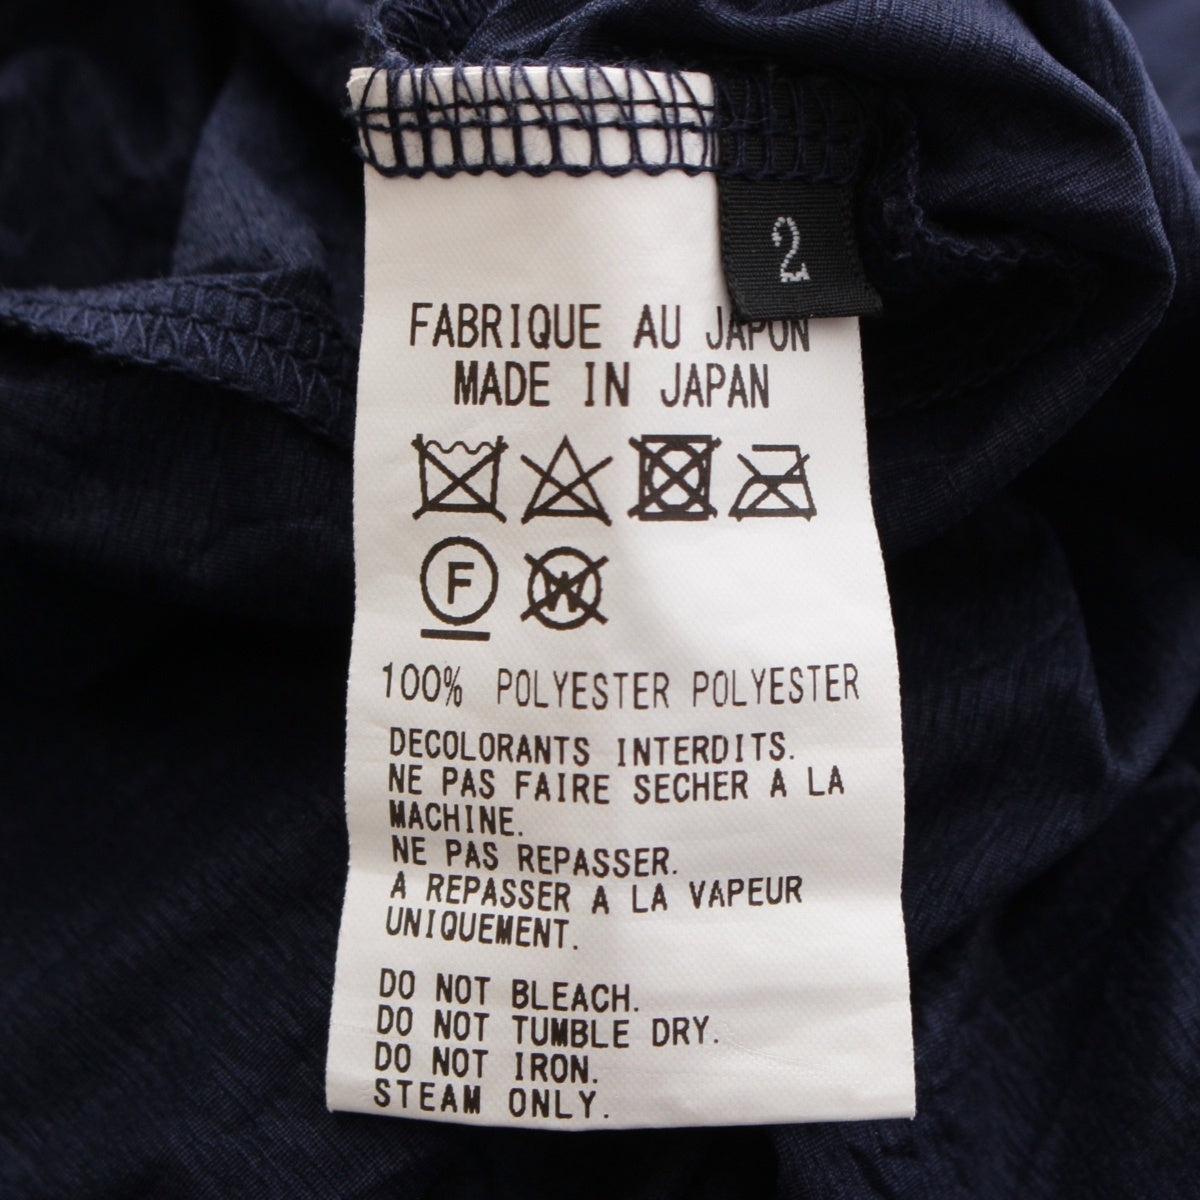 2
FABRIQUE AU JAPON
MADE IN JAPAN
F W
100% POLYESTER POLYESTER
DECOLORANTS INTERDITS.
NE PAS FAIRE SECHER A LA
MACHINE.
NE PAS REPASSER.
A REPASSER A LA VAPEUR
UNIQUEMENT.
DO NOT BLEACH.
DO NOT TUMBLE DRY.
DO NOT IRON.
STEAM ONLY.